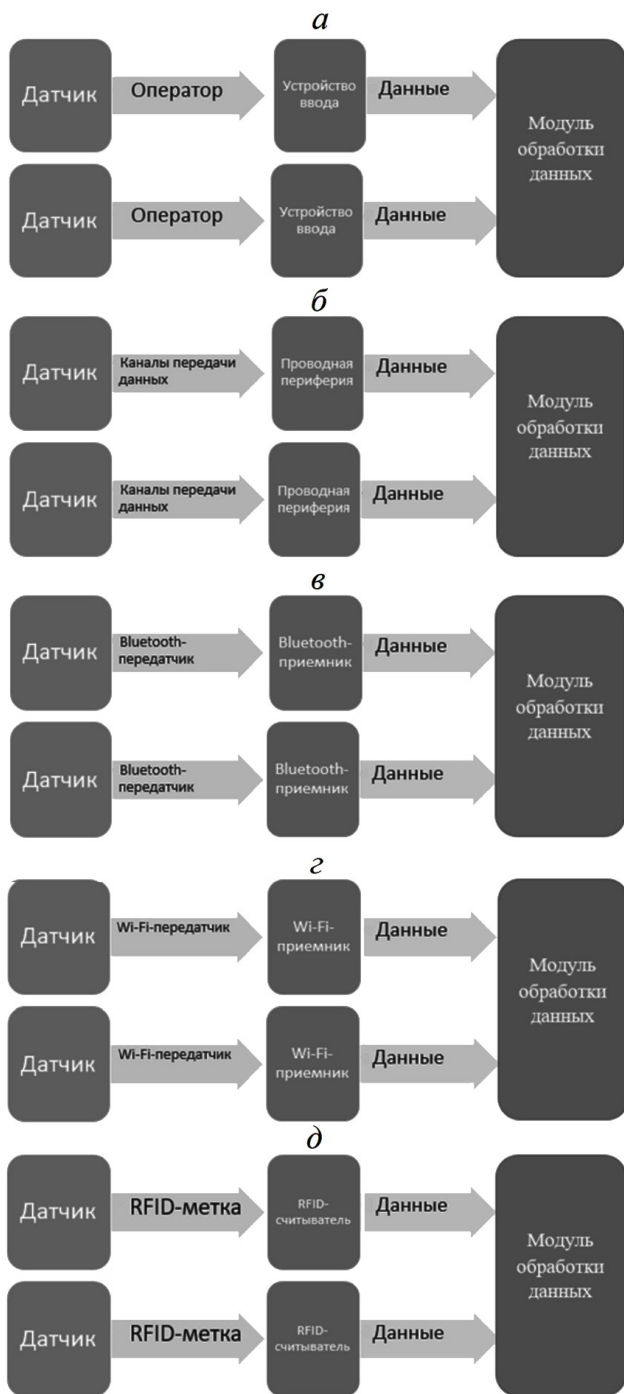 а
Датчик
Оператор
Устройство
ввода
Данные
Модуль
обработки
данных
Датчик
Оператор
Устройство
ввода
Данные
б
Датчик
Каналы передачи
данных
Проводная
периферия
Данные
Модуль
обработки
данных
Датчик
Каналы передачи
данных
Проводная
периферия
Данные
в
Датчик
Bluetooth-
передатчик
Bluetooth-
приемник
Данные
Модуль
обработки
данных
Датчик
Bluetooth-
передатчик
Bluetooth-
приемник
Данные
г
Датчик
Wi-Fi-передатчик
Wi-Fi-
приемник
Данные
Модуль
обработки
данных
Датчик
Wi-Fi-передатчик
Wi-Fi-
приемник
Данные
д
Датчик
RFID-метка
RFID-
считыватель
Данные
Модуль
обработки
данных
Датчик
RFID-метка
RFID-
считыватель
Данные